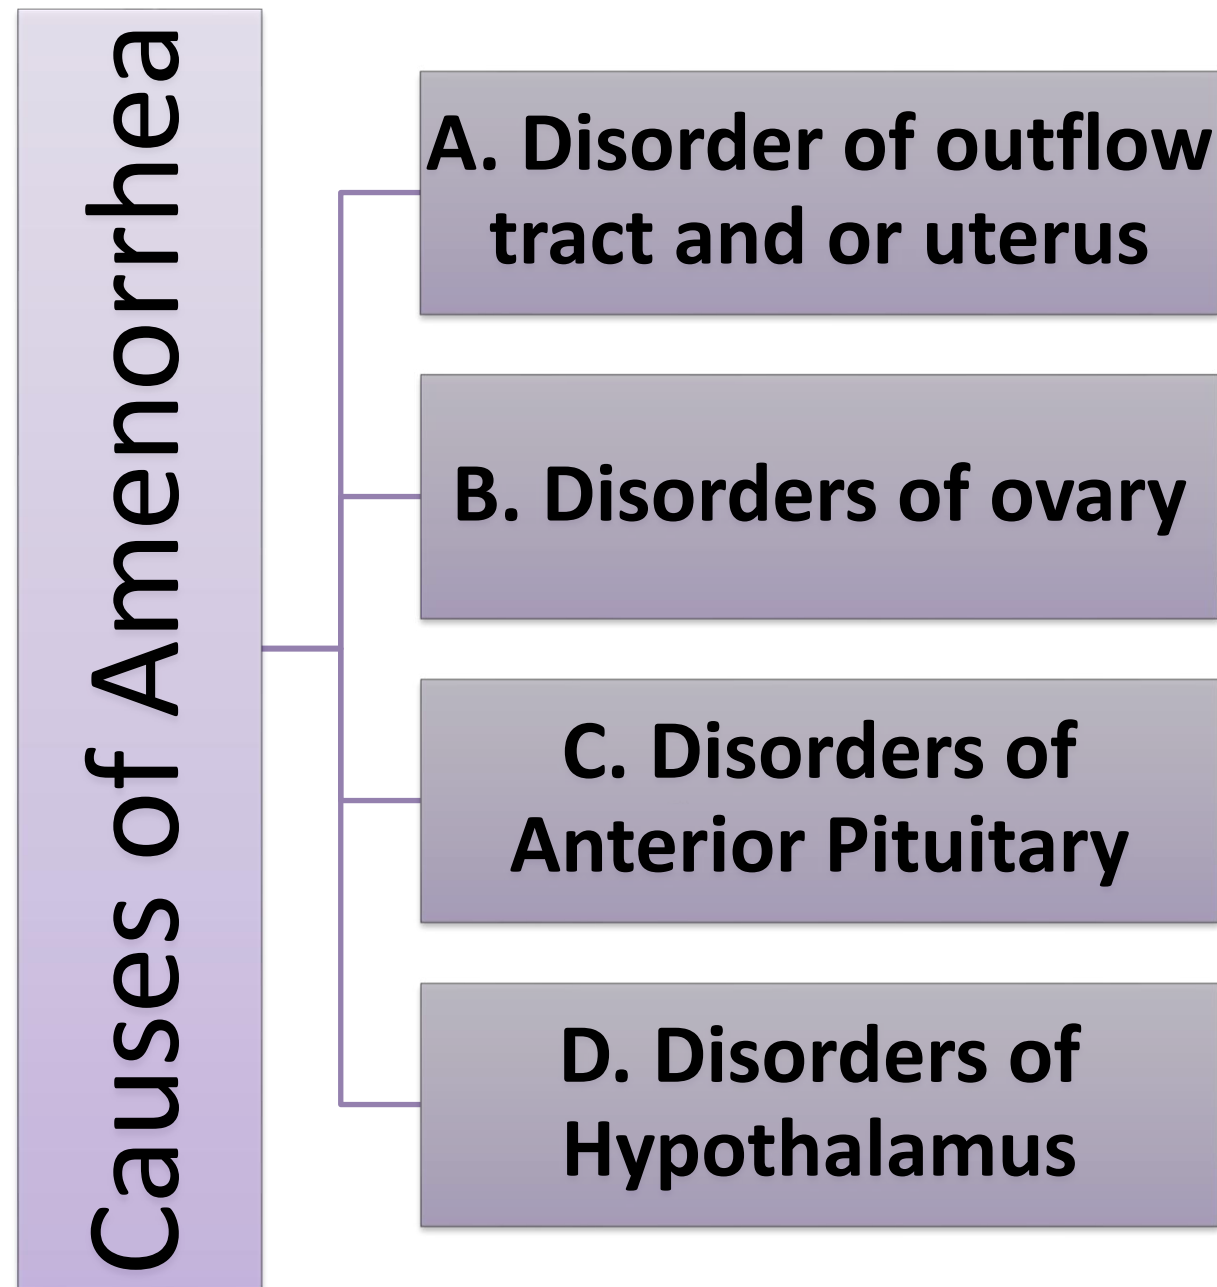 Causes of Amenorrhea
A. Disorder of outflow
tract and or uterus
B. Disorders of ovary
C. Disorders of
Anterior Pituitary
D. Disorders of
Hypothalamus